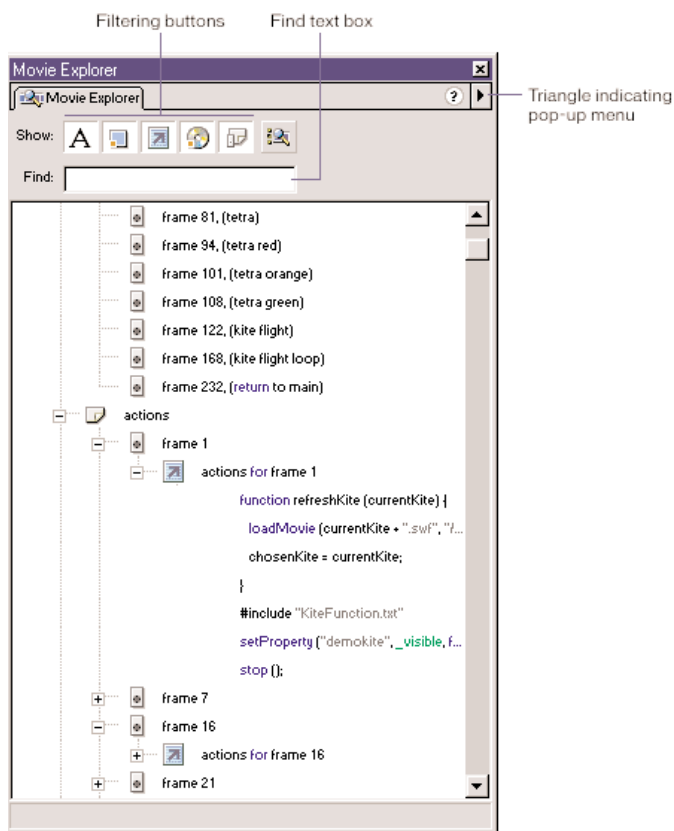 Filtering buttons
Find text box
Movie Explorer
Movie Explorer
?
Triangle indicating
pop-up menu
Show:
A
Find:
frame 81, (tetra)
frame 94, (tetra red)
frame 101, (tetra orange)
frame 108, (tetra green)
frame 122, (kite flight)
frame 168, (kite flight loop)
frame 232, (return to main)
actions
frame 1
actions for frame 1
function refreshKite (currentKite) {
loadMovie (currentKite + ".swf", "/...
chosenKite = currentKite;
}
#include "KiteFunction.txt"
setProperty ("demokite", _visible, f...
stop ();
frame 7
frame 16
actions for frame 16
frame 21